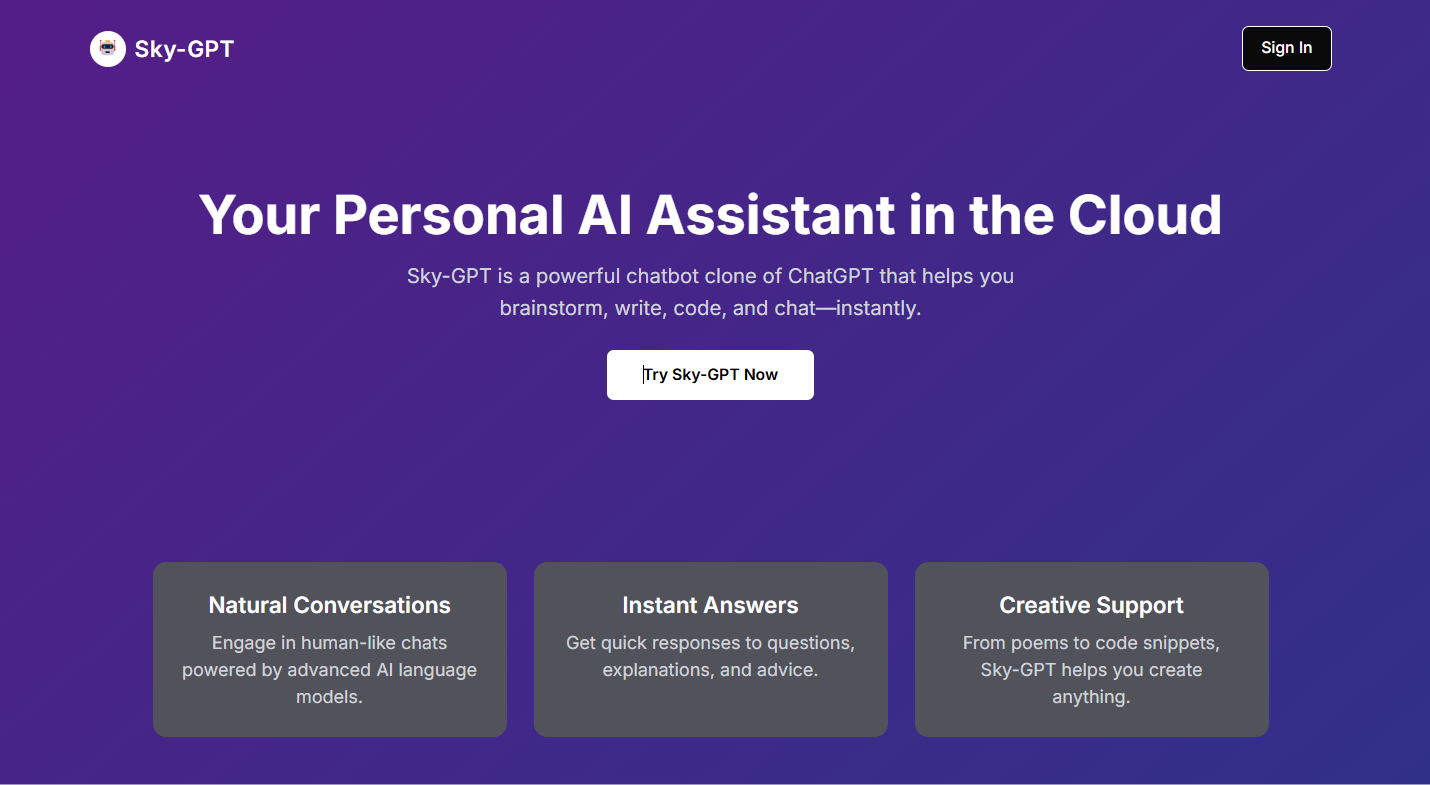 Sky-GPT
Sign In
Your Personal AI Assistant in the Cloud
Sky-GPT is a powerful chatbot clone of ChatGPT that helps you
brainstorm, write, code, and chat—instantly.
Try Sky-GPT Now
Natural Conversations
Engage in human-like chats
powered by advanced AI language
models.
Instant Answers
Get quick responses to questions,
explanations, and advice.
Creative Support
From poems to code snippets,
Sky-GPT helps you create
anything.